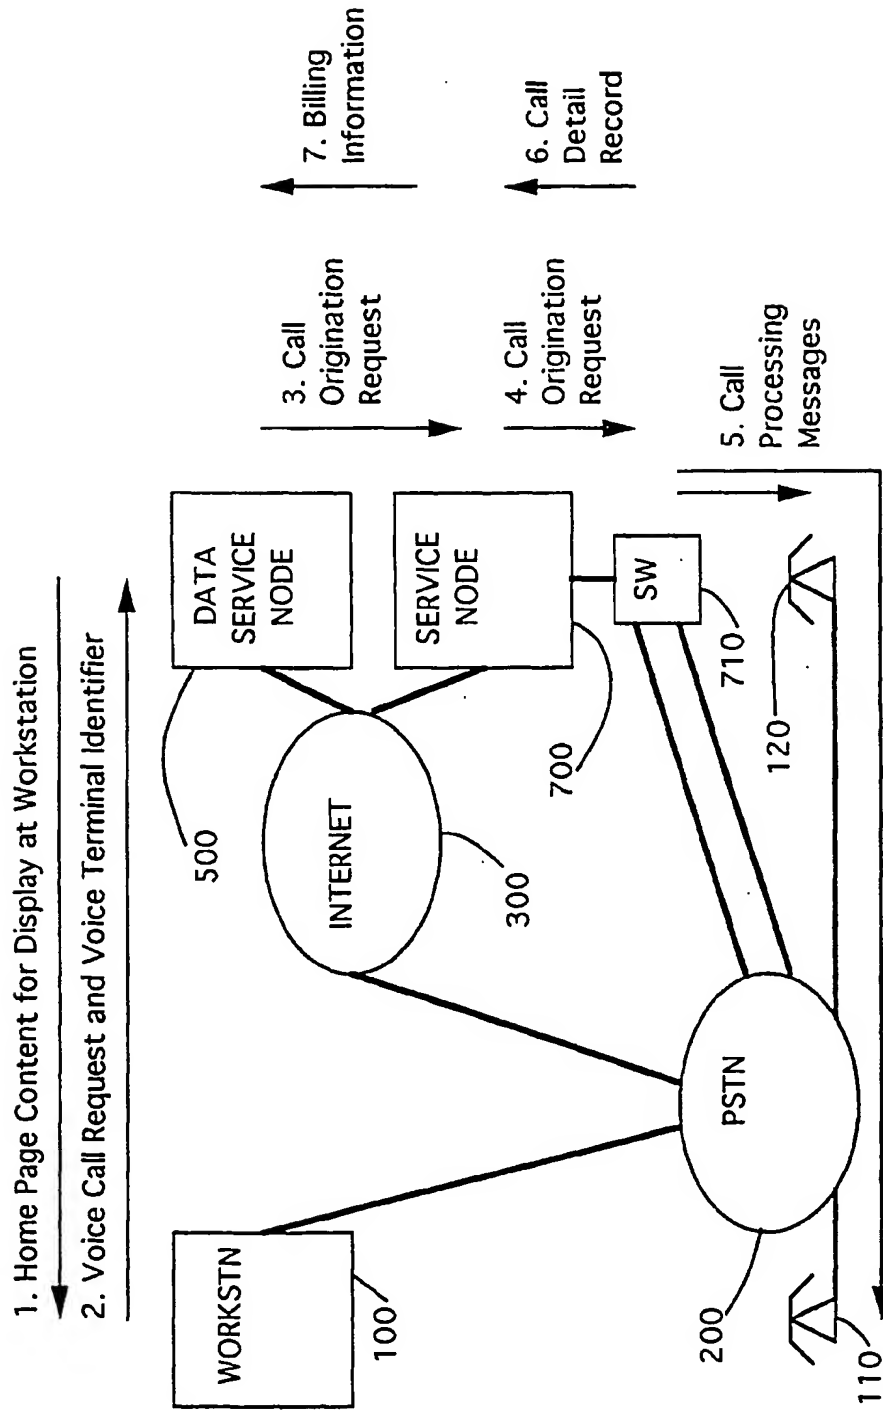 1. Home Page Content for Display at Workstation
2. Voice Call Request and Voice Terminal Identifier
DATA
SERVICE
NODE
500
3. Call
Origination
Request
7. Billing
Information
INTERNET
300
SERVICE
NODE
700
4. Call
Origination
Request
6. Call
Detail
Record
WORKSTN
100
SW
710
5. Call
Processing
Messages
PSTN
200
120
110